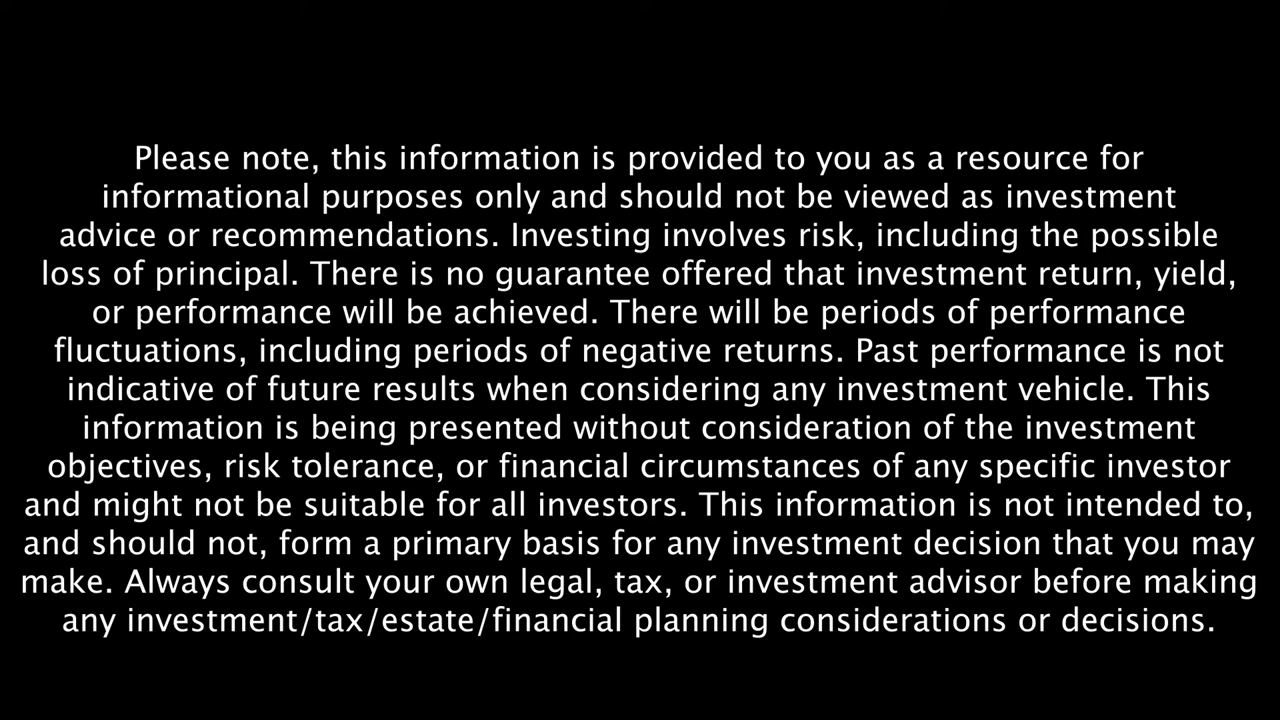 Please note, this information is provided to you as a resource for
informational purposes only and should not be viewed as investment
advice or recommendations. Investing involves risk, including the possible
loss of principal. There is no guarantee offered that investment return, yield,
or performance will be achieved. There will be periods of performance
fluctuations, including periods of negative returns. Past performance is not
indicative of future results when considering any investment vehicle. This
information is being presented without consideration of the investment
objectives, risk tolerance, or financial circumstances of any specific investor
and might not be suitable for all investors. This information is not intended to,
and should not, form a primary basis for any investment decision that you may
make. Always consult your own legal, tax, or investment advisor before making
any investment/tax/estate/financial planning considerations or decisions.